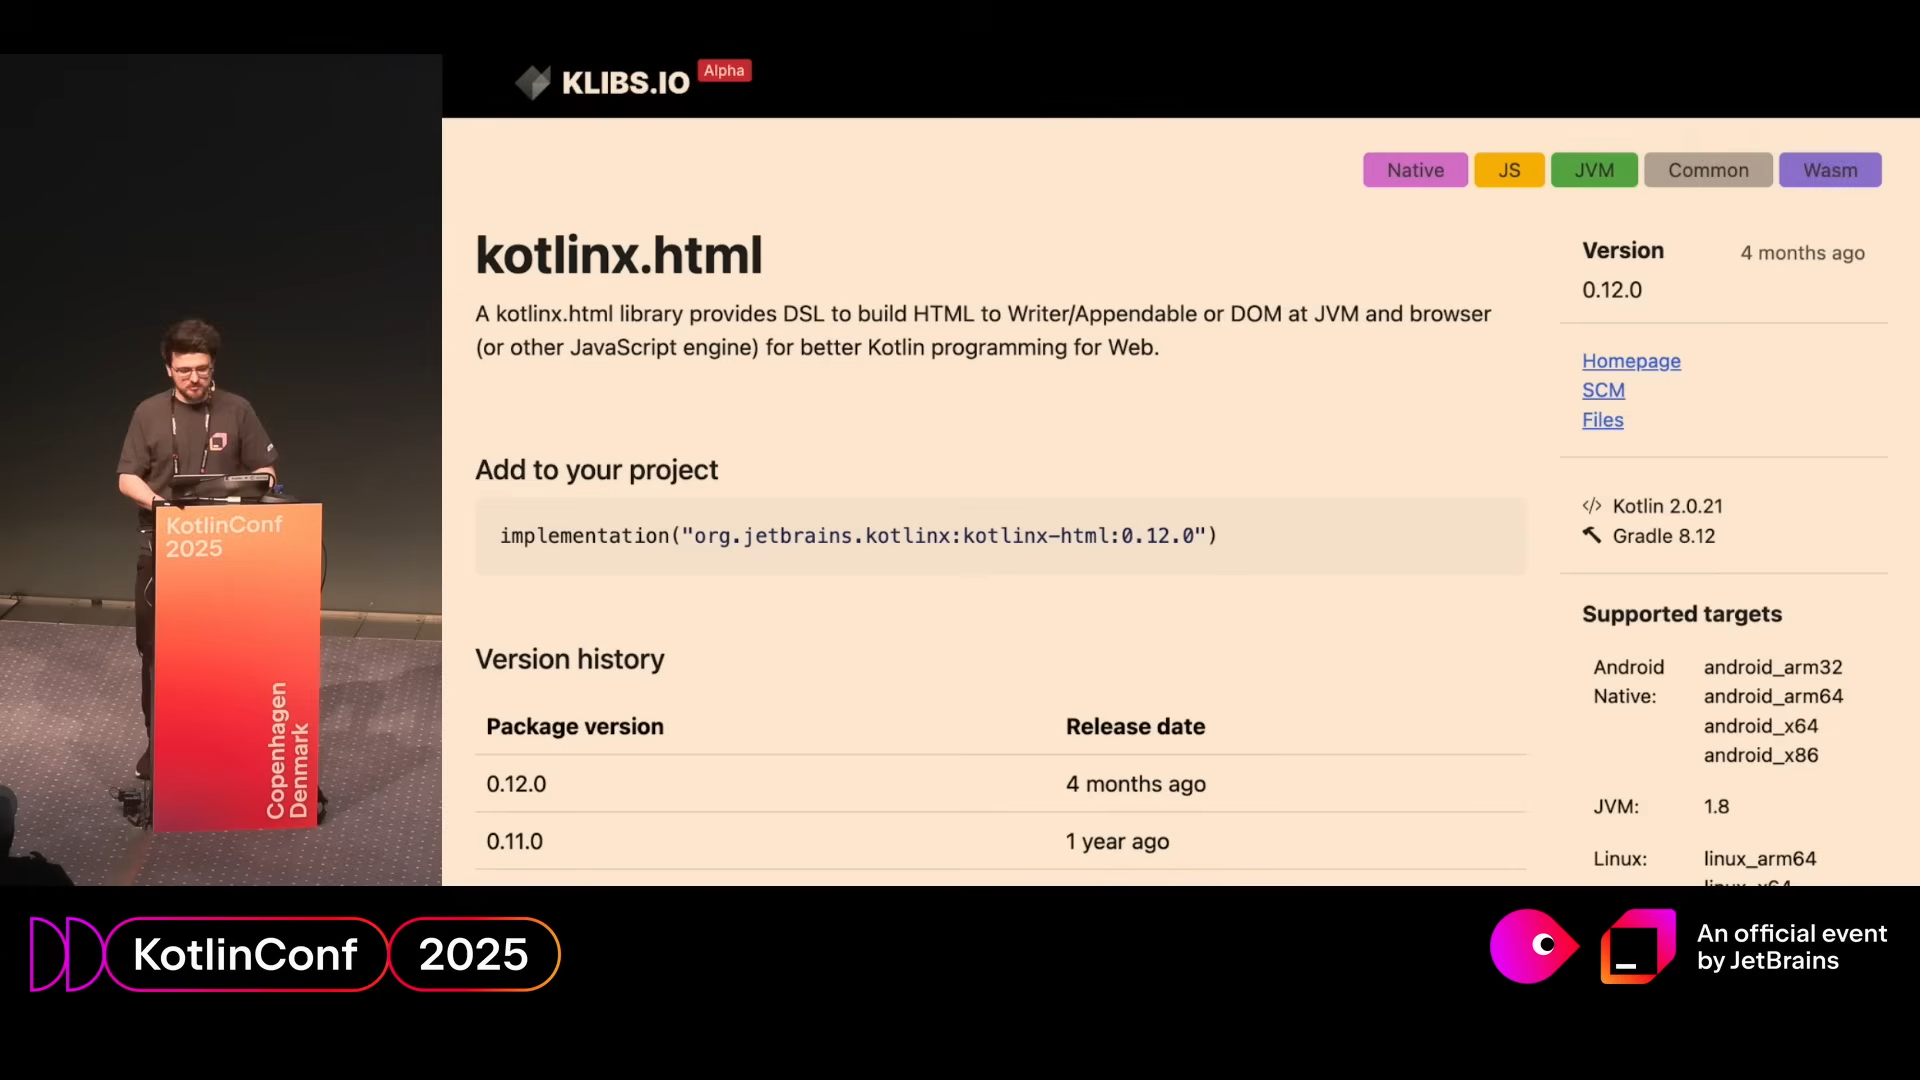 KLIBS.IO Alpha
Native JS JVM Common Wasm
kotlinx.html
A kotlinx.html library provides DSL to build HTML to Writer/Appendable or DOM at JVM and browser
(or other JavaScript engine) for better Kotlin programming for Web.
Add to your project
implementation("org.jetbrains.kotlinx:kotlinx-html:0.12.0")
Version history
Package version Release date
0.12.0 4 months ago
0.11.0 1 year ago
Version 4 months ago
0.12.0
Homepage
SCM
Files
</> Kotlin 2.0.21
Gradle 8.12
Supported targets
Android android_arm32
Native: android_arm64
android_x64
android_x86
JVM: 1.8
Linux: linux_arm64
KotlinConf
2025
Copenhagen
Denmark
KotlinConf 2025
An official event
by JetBrains